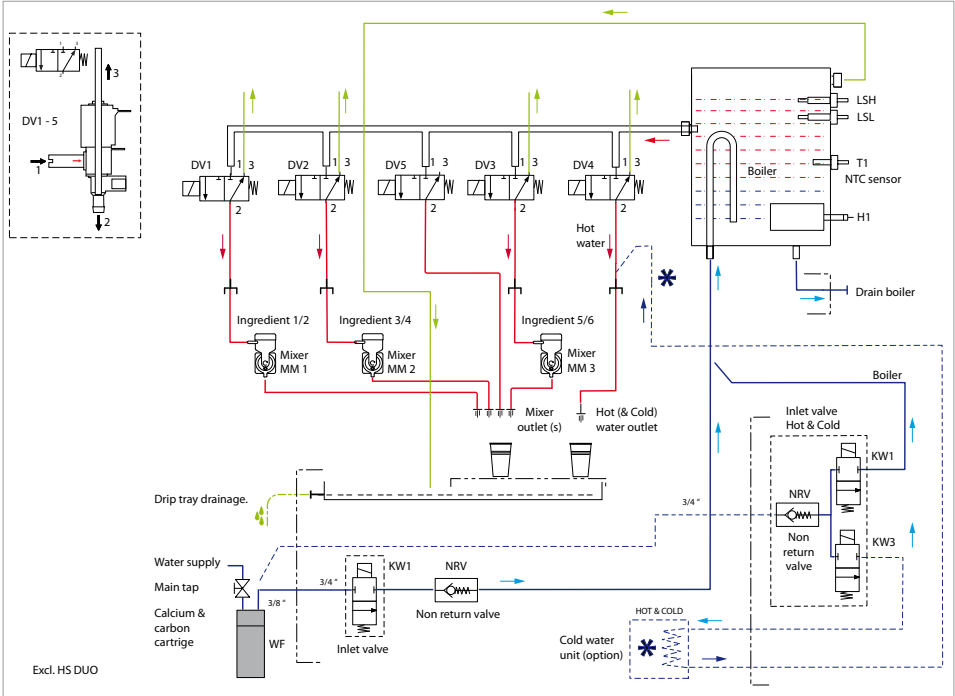 1 3
2
3
DV1 - 5
1
2
LSH
LSL
T1
NTC sensor
Boiler
H1
DV1
1 3
2
DV2
1 3
2
DV5
1 3
2
DV3
1 3
2
DV4
1 3
2
Hot
water
*
Drain boiler
Ingredient 1/2
Ingredient 3/4
Ingredient 5/6
Mixer
MM 1
Mixer
MM 2
Mixer
MM 3
Boiler
Mixer
outlet (s)
Hot (& Cold)
water outlet
Inlet valve
Hot & Cold
KW1
NRV
Non
return
valve
KW3
3/4 "
Drip tray drainage.
Water supply
Main tap
Calcium &
carbon
cartrige
3/8 "
WF
3/4 "
KW1
Inlet valve
NRV
Non return valve
HOT & COLD
Cold water
unit (option)
*
Excl. HS DUO